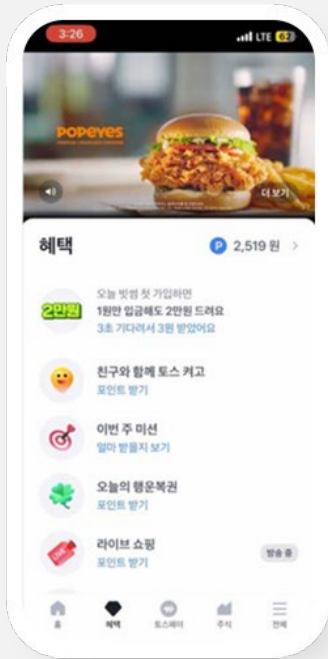 3:26
LTE 62
POPEYES
더 보기
혜택
P 2,519 원 >
오늘 빗썸 첫 가입하면
2만원
1원만 입금해도 2만원 드려요
3초 기다려서 3원 받았어요
친구와 함께 토스 켜고
포인트 받기
이번 주 미션
얼마 받을지 보기
오늘의 행운복권
포인트 받기
LIVE
라이브 쇼핑
방송 중
포인트 받기
홈
혜택
토스페이
주식
전체